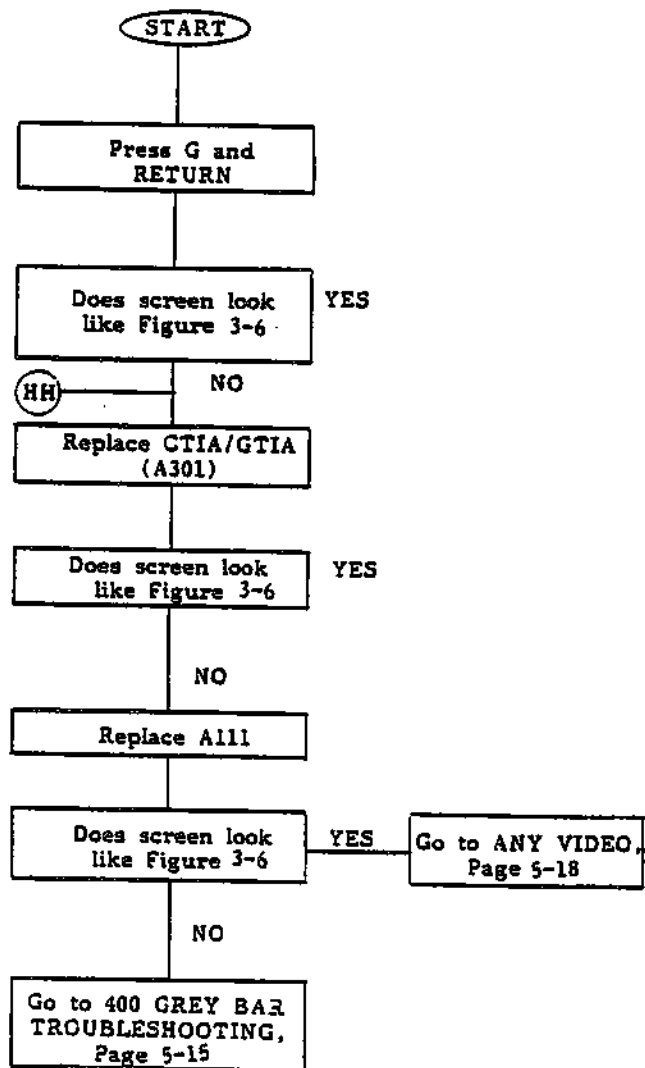 START
Press G and
RETURN
Does screen look
like Figure 3-6
YES
NO
HH
Replace CTIA/GTIA
(A301)
Does screen look
like Figure 3-6
YES
NO
Replace A111
Does screen look
like Figure 3-6
YES
Go to ANY VIDEO,
Page 5-18
NO
Go to 400 GREY BAR
TROUBLESHOOTING,
Page 5-15